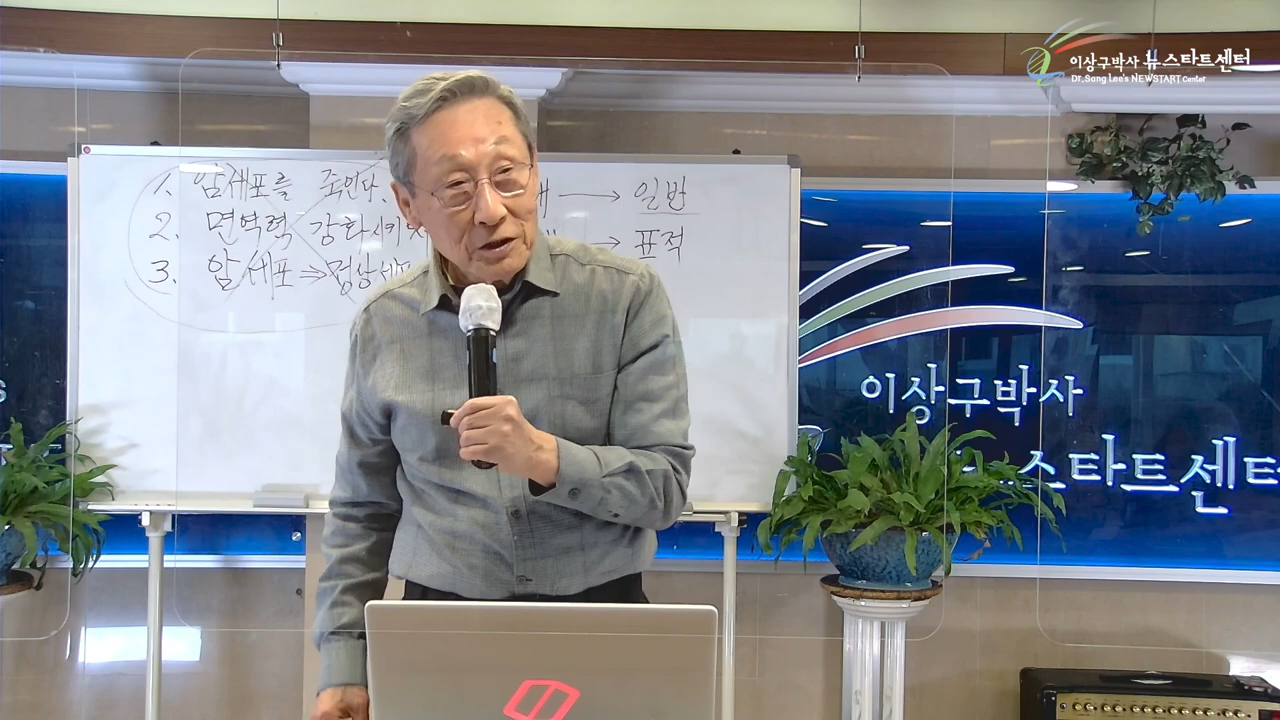 이상구박사 뉴스타트센터
Dr.Sang Lee's NEWSTART Center
1. 암세포를 죽인다. → 일반
2. 면역력 강화시키 → 표적
3. 암세포 ⇒ 정상세포
이상구박사
스타트센터